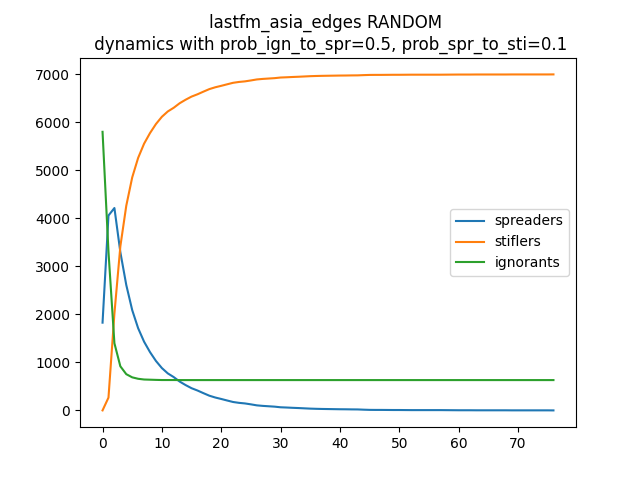 lastfm_asia_edges RANDOM
dynamics with prob_ign_to_spr=0.5, prob_spr_to_sti=0.1
7000
6000
5000
4000
3000
2000
1000
0
spreaders
stiflers
ignorants
0 10 20 30 40 50 60 70